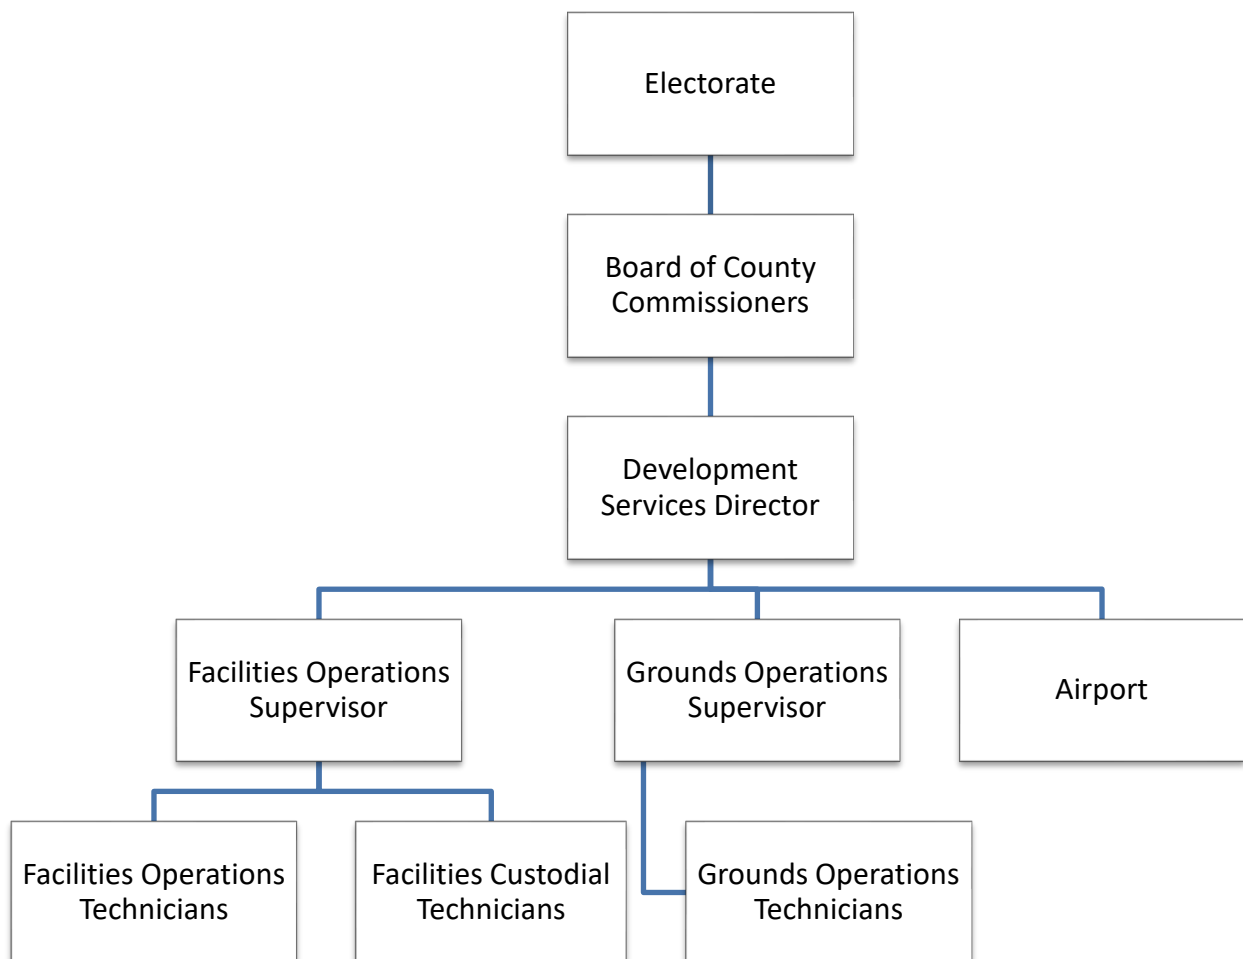 Electorate
Board of County
Commissioners
Development
Services Director
Facilities Operations
Supervisor
Grounds Operations
Supervisor
Airport
Facilities Operations
Technicians
Facilities Custodial
Technicians
Grounds Operations
Technicians